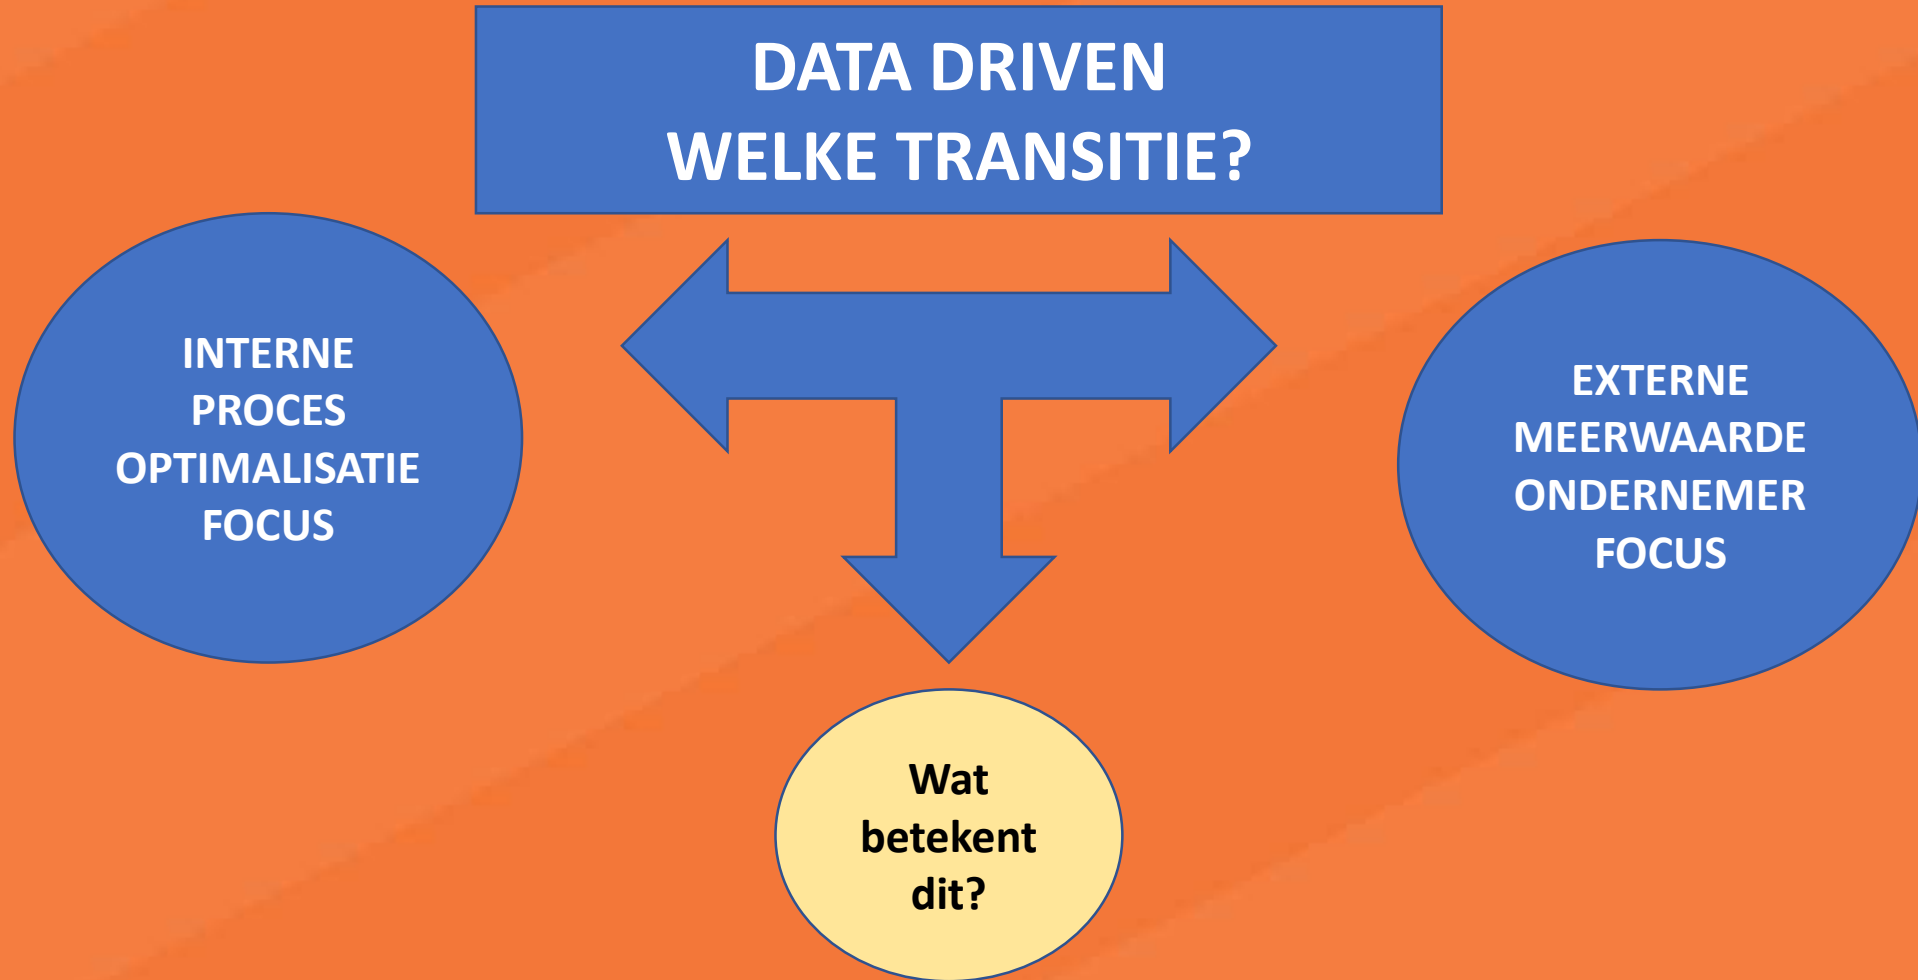 DATA DRIVEN
WELKE TRANSITIE?
INTERNE
PROCES
OPTIMALISATIE
FOCUS
EXTERNE
MEERWAARDE
ONDERNEMER
FOCUS
Wat
betekent
dit?